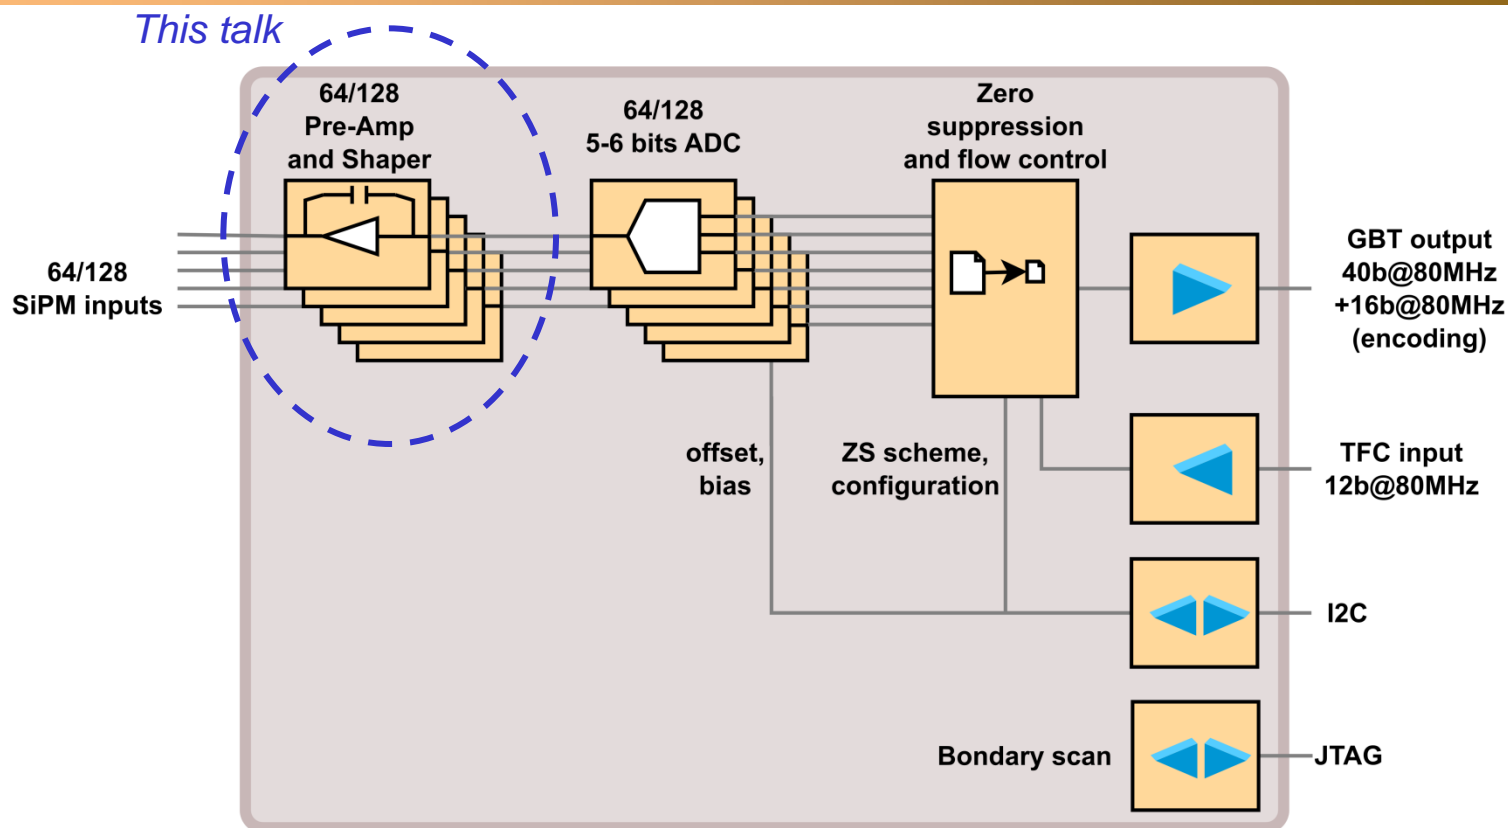 This talk
64/128
Pre-Amp
and Shaper
64/128
5-6 bits ADC
Zero
suppression
and flow control
64/128
SiPM inputs
GBT output
40b@80MHz
+16b@80MHz
(encoding)
offset,
bias
ZS scheme,
configuration
TFC input
12b@80MHz
I2C
Bondary scan
JTAG